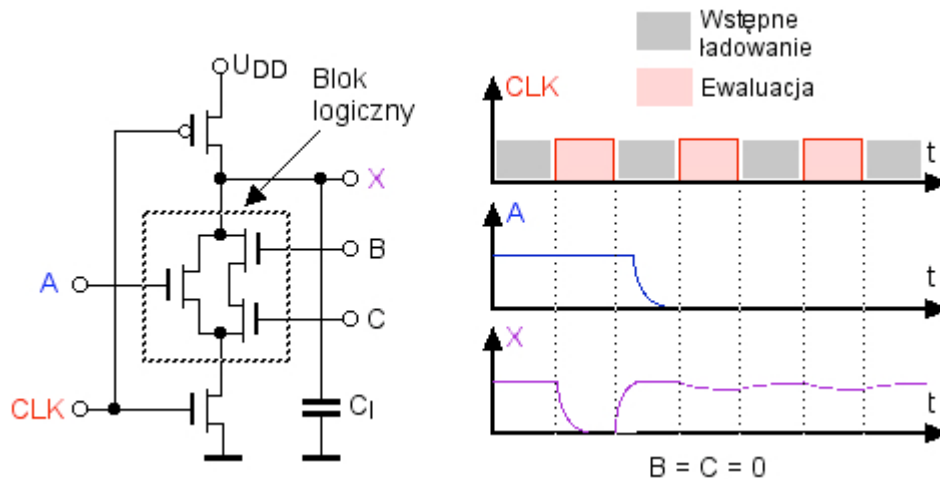 UDD
Blok
logiczny
X
B
A
C
CLK
Cl
Wstępne
ładowanie
Ewaluacja
CLK
t
A
t
X
t
B = C = 0